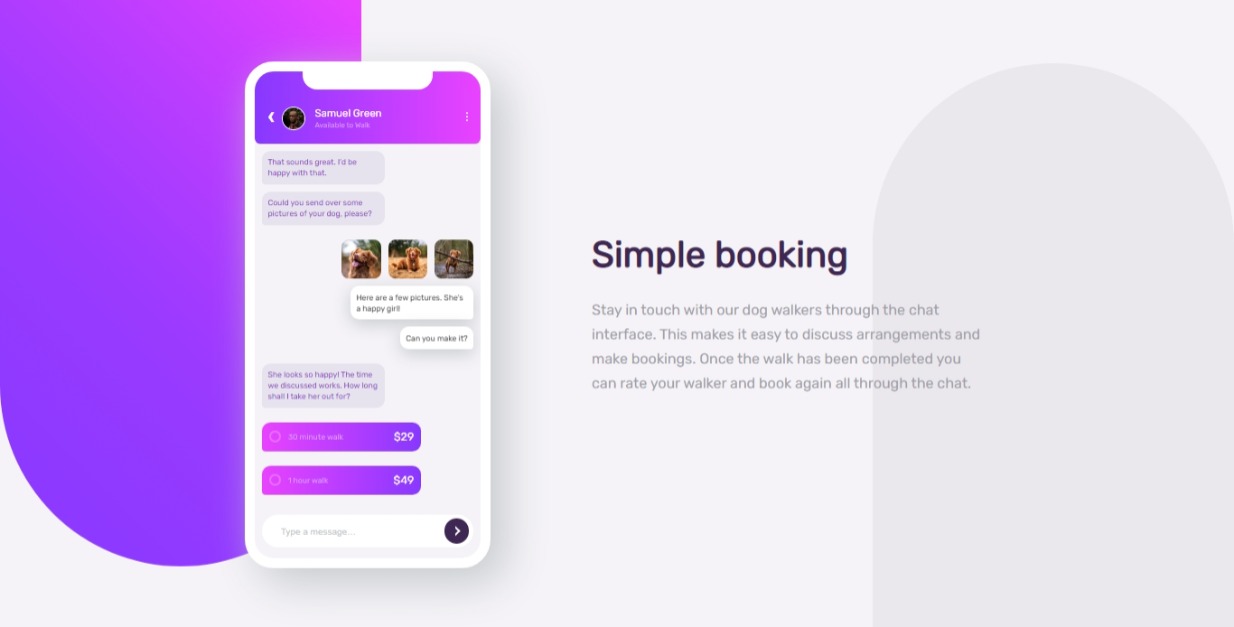 Samuel Green
Available to Walk
That sounds great. I'd be
happy with that.
Could you send over some
pictures of your dog, please?
Here are a few pictures. She's
a happy girl!
Can you make it?
She looks so happy! The time
we discussed works. How long
shall I take her out for?
30 minute walk
$29
1 hour walk
$49
Type a message...
Simple booking
Stay in touch with our dog walkers through the chat
interface. This makes it easy to discuss arrangements and
make bookings. Once the walk has been completed you
can rate your walker and book again all through the chat.